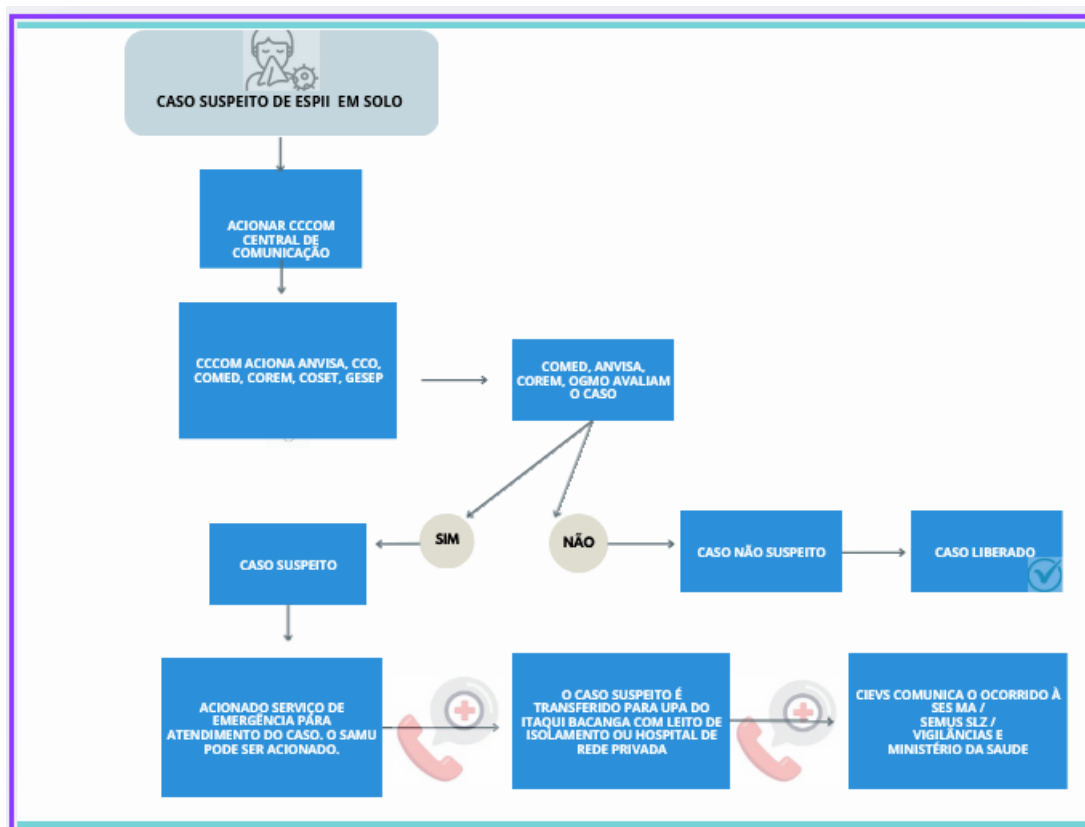 CASO SUSPEITO DE ESPII EM SOLO
ACIONAR CCCOM
CENTRAL DE
COMUNICAÇÃO
CCCOM ACIONA ANVISA, CCO,
COMED, COREM, COSET, GESEP
COMED, ANVISA,
COREM, OGMO AVALIAM
O CASO
SIM
NÃO
CASO SUSPEITO
CASO NÃO SUSPEITO
CASO LIBERADO
ACIONADO SERVIÇO DE
EMERGÊNCIA PARA
ATENDIMENTO DO CASO. O SAMU
PODE SER ACIONADO.
O CASO SUSPEITO É
TRANSFERIDO PARA UPA DO
ITAQUI BACANGA COM LEITO DE
ISOLAMENTO OU HOSPITAL DE
REDE PRIVADA
CIEVS COMUNICA O OCORRIDO À
SES MA /
SEMUS SLZ /
VIGILÂNCIAS E
MINISTÉRIO DA SAUDE